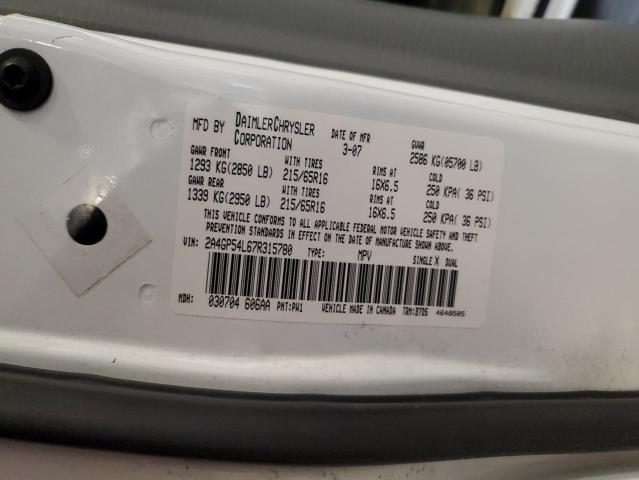 MFD BY DAIMLERCHRYSLER CORPORATION DATE OF MFR 3-07 GVWR 2586 KG(05700 LB)
GAWR FRONT WITH TIRES RIMS AT COLD
1293 KG(2850 LB) 215/65R16 16X6.5 250 KPA( 36 PSI)
GAWR REAR WITH TIRES RIMS AT COLD
1339 KG(2950 LB) 215/65R16 16X6.5 250 KPA( 36 PSI)
THIS VEHICLE CONFORMS TO ALL APPLICABLE FEDERAL MOTOR VEHICLE SAFETY AND THEFT
PREVENTION STANDARDS IN EFFECT ON THE DATE OF MANUFACTURE SHOWN ABOVE.
VIN: 2A4GP54L67R315780 TYPE: MPV SINGLE X DUAL
MDH: 030704 606AA PNT:PW1 VEHICLE MADE IN CANADA TRM:B7D5 4648505